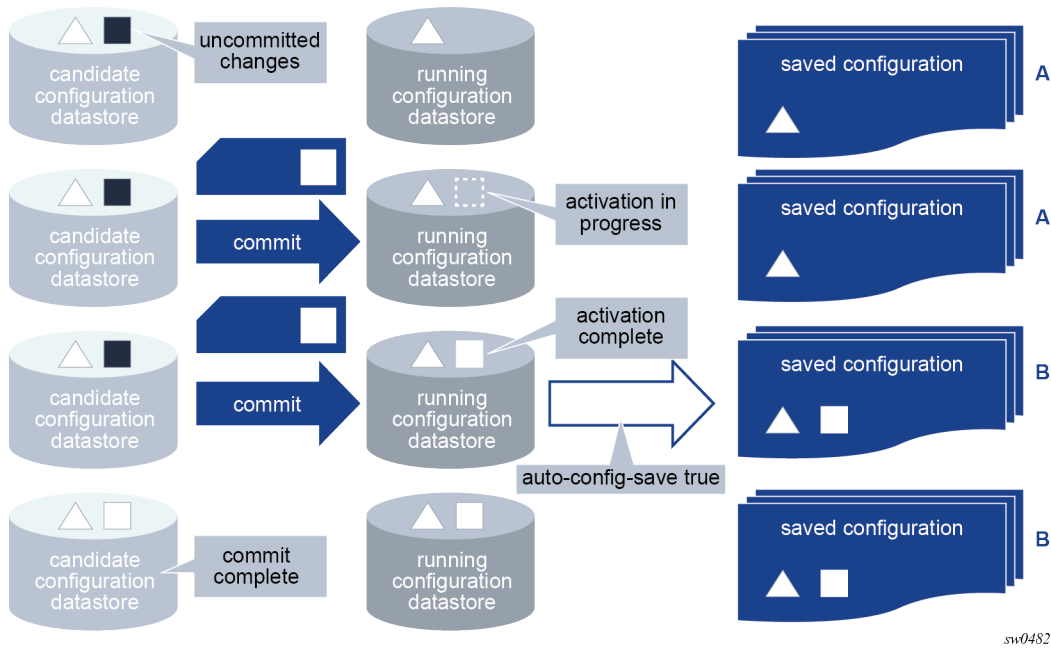 uncommitted
changes
candidate
configuration
datastore
running
configuration
datastore
saved configuration
A
candidate
configuration
datastore
commit
running
configuration
datastore
activation in
progress
saved configuration
A
candidate
configuration
datastore
commit
running
configuration
datastore
activation
complete
auto-config-save true
saved configuration
B
candidate
configuration
datastore
commit
complete
running
configuration
datastore
saved configuration
B
sw0482